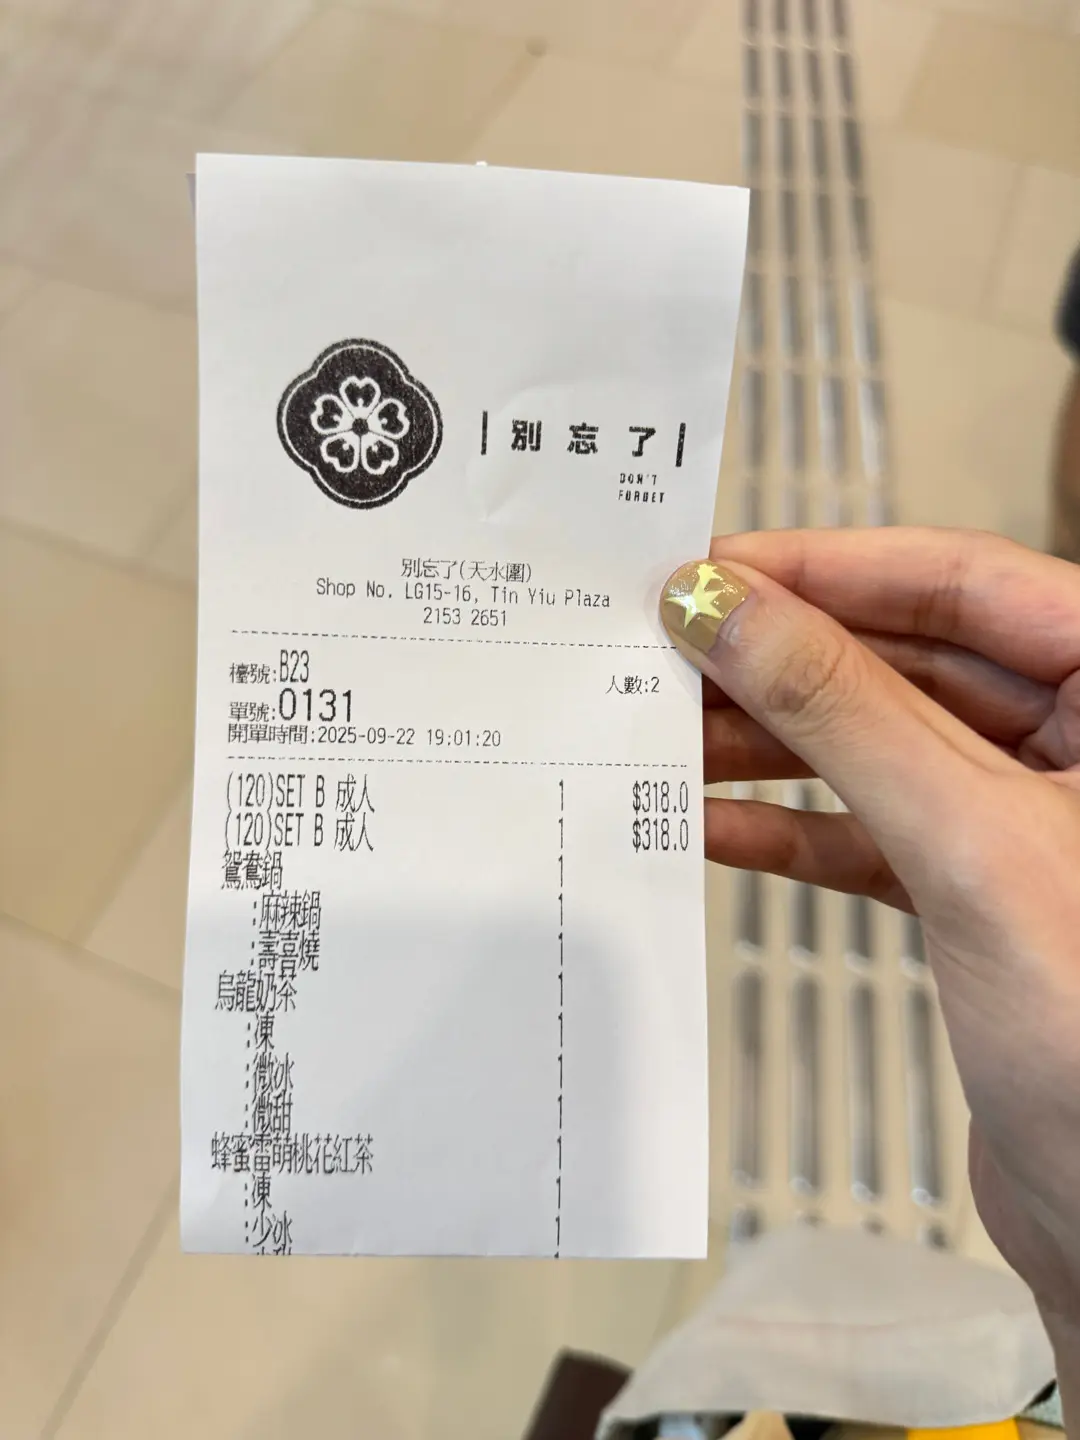 |別忘了|
DON'T
FORGET
別忘了(天水圍)
Shop No. LG15-16, Tin Yiu Plaza
2153 2651
檯號:B23 人數:2
單號:0131
開單時間:2025-09-22 19:01:20
(120)SET B 成人 1 $318.0
(120)SET B 成人 1 $318.0
鴛鴦鍋 1
:麻辣鍋 1
:壽喜燒 1
烏龍奶茶 1
:凍 1
:微冰 1
:微甜 1
蜂蜜雷萌桃花紅茶 1
:凍 1
:少冰 1